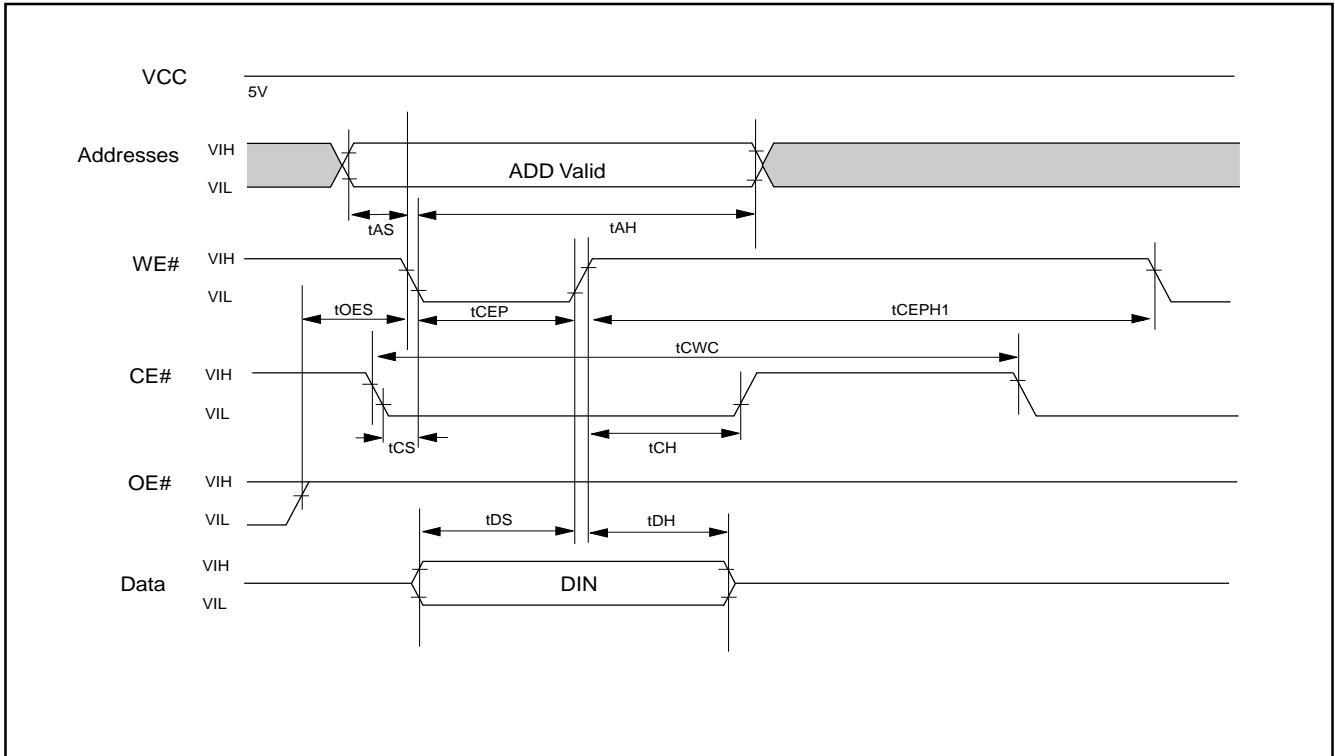 VCC
5V
Addresses
VIH
VIL
ADD Valid
tAS
tAH
WE#
VIH
VIL
tOES
tCEP
tCEPH1
tCWC
CE#
VIH
VIL
tCS
tCH
OE#
VIH
VIL
tDS
tDH
Data
VIH
VIL
DIN